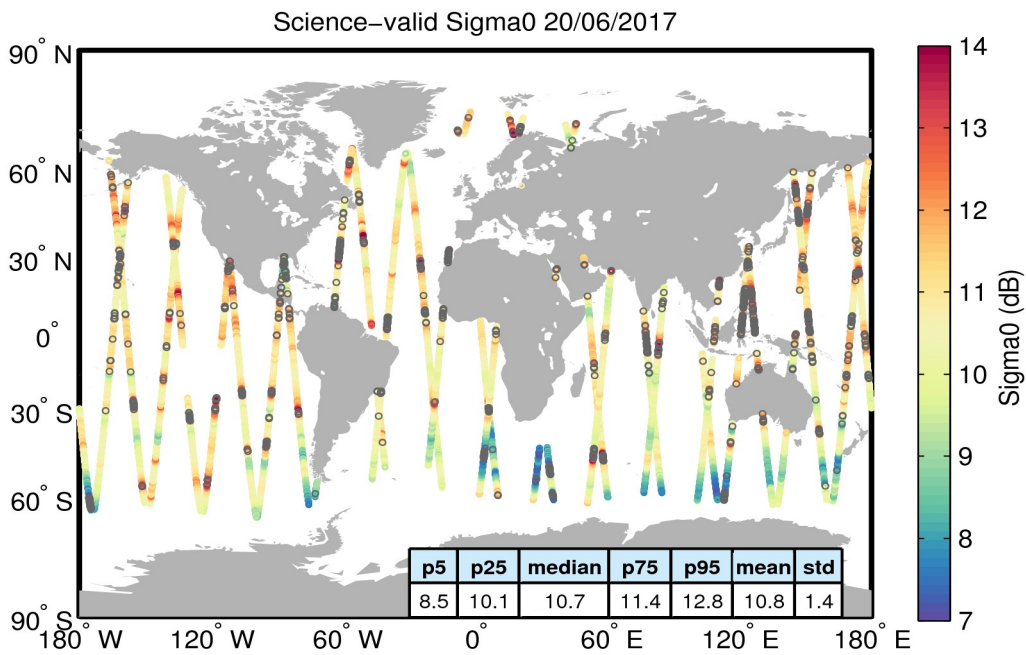 Science−valid Sigma0 20/06/2017
90° N
60° N
30° N
0°
30° S
60° S
90° S
180° W
120° W
60° W
0°
60° E
120° E
180° E
p5 p25 median p75 p95 mean std
8.5 10.1 10.7 11.4 12.8 10.8 1.4
14
13
12
11
10
9
8
7
Sigma0 (dB)